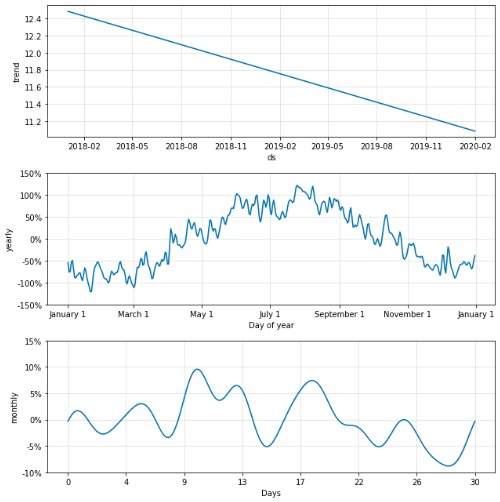 12.4
12.2
12.0
11.8
11.6
11.4
11.2
trend
2018-02 2018-05 2018-08 2018-11 2019-02 2019-05 2019-08 2019-11 2020-02
ds
150%
100%
50%
0%
-50%
-100%
-150%
yearly
January 1 March 1 May 1 July 1 September 1 November 1 January 1
Day of year
15%
10%
5%
0%
-5%
-10%
monthly
0 4 9 13 17 22 26 30
Days